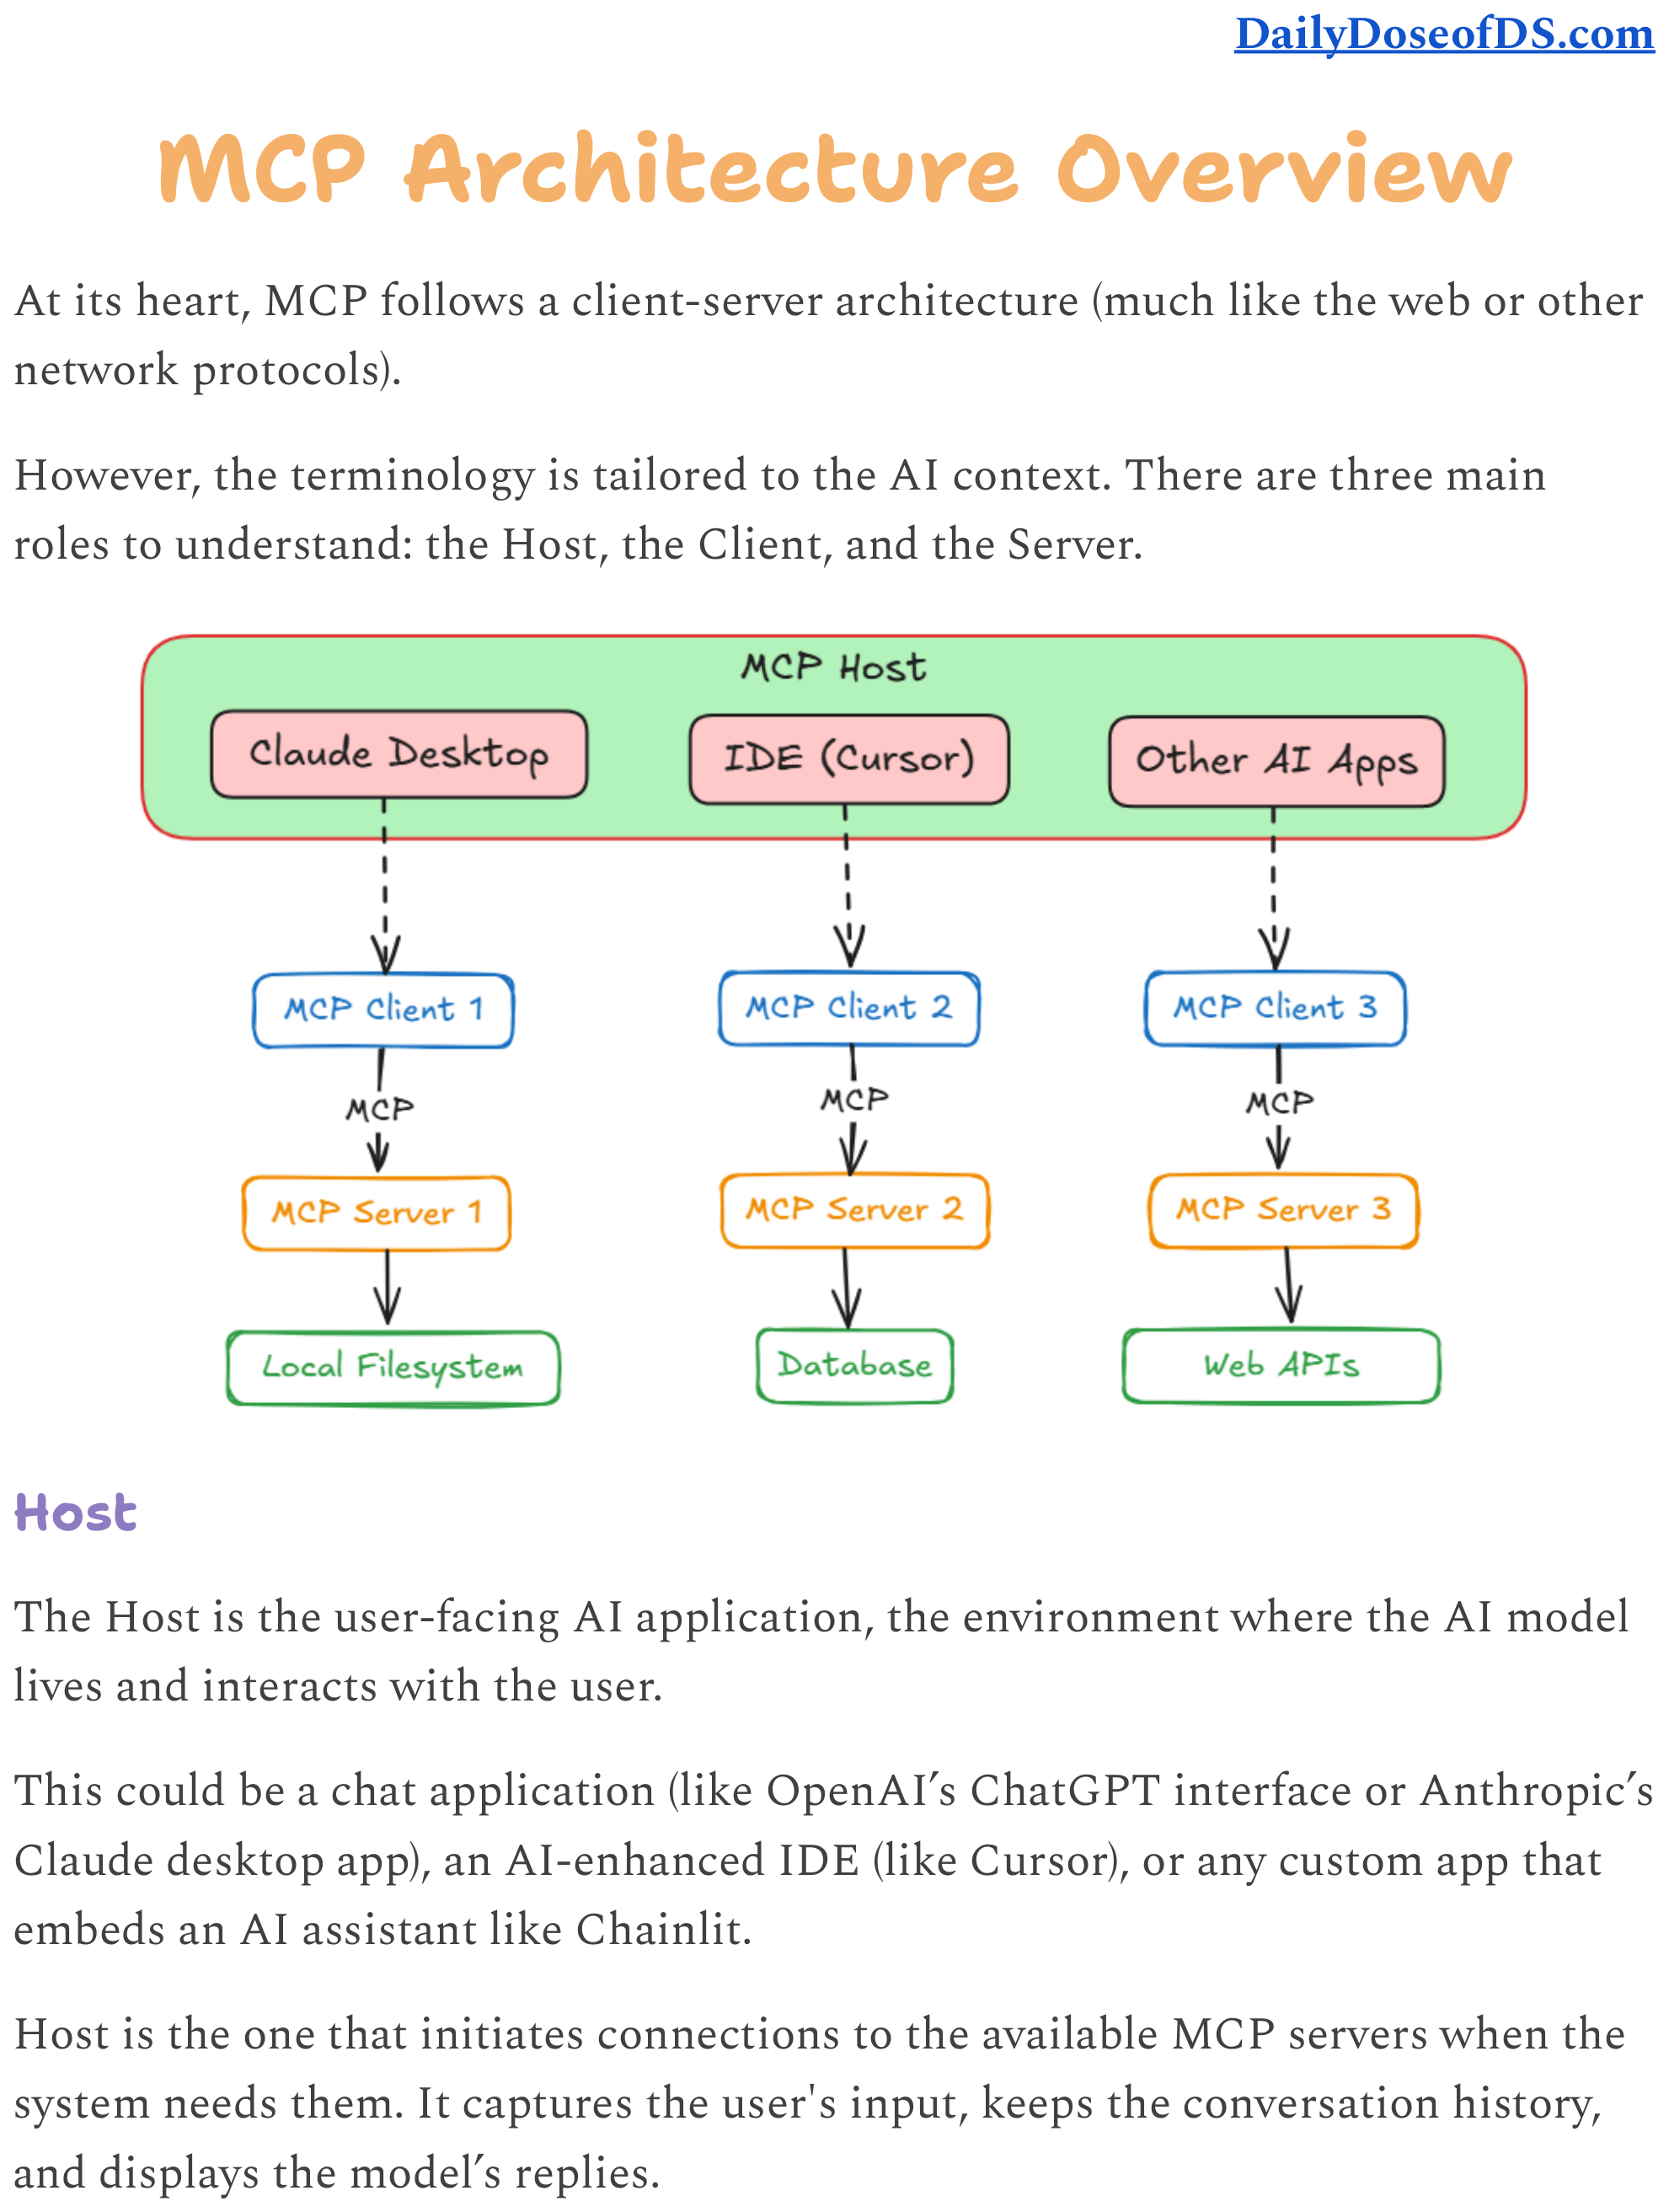 DailyDoseofDS.com
MCP Architecture Overview
At its heart, MCP follows a client-server architecture (much like the web or other
network protocols).
However, the terminology is tailored to the AI context. There are three main
roles to understand: the Host, the Client, and the Server.
MCP Host
Claude Desktop
IDE (Cursor)
Other AI Apps
MCP Client 1
MCP Client 2
MCP Client 3
MCP
MCP
MCP
MCP Server 1
MCP Server 2
MCP Server 3
Local Filesystem
Database
Web APIs
Host
The Host is the user-facing AI application, the environment where the AI model
lives and interacts with the user.
This could be a chat application (like OpenAI’s ChatGPT interface or Anthropic’s
Claude desktop app), an AI-enhanced IDE (like Cursor), or any custom app that
embeds an AI assistant like Chainlit.
Host is the one that initiates connections to the available MCP servers when the
system needs them. It captures the user's input, keeps the conversation history,
and displays the model’s replies.